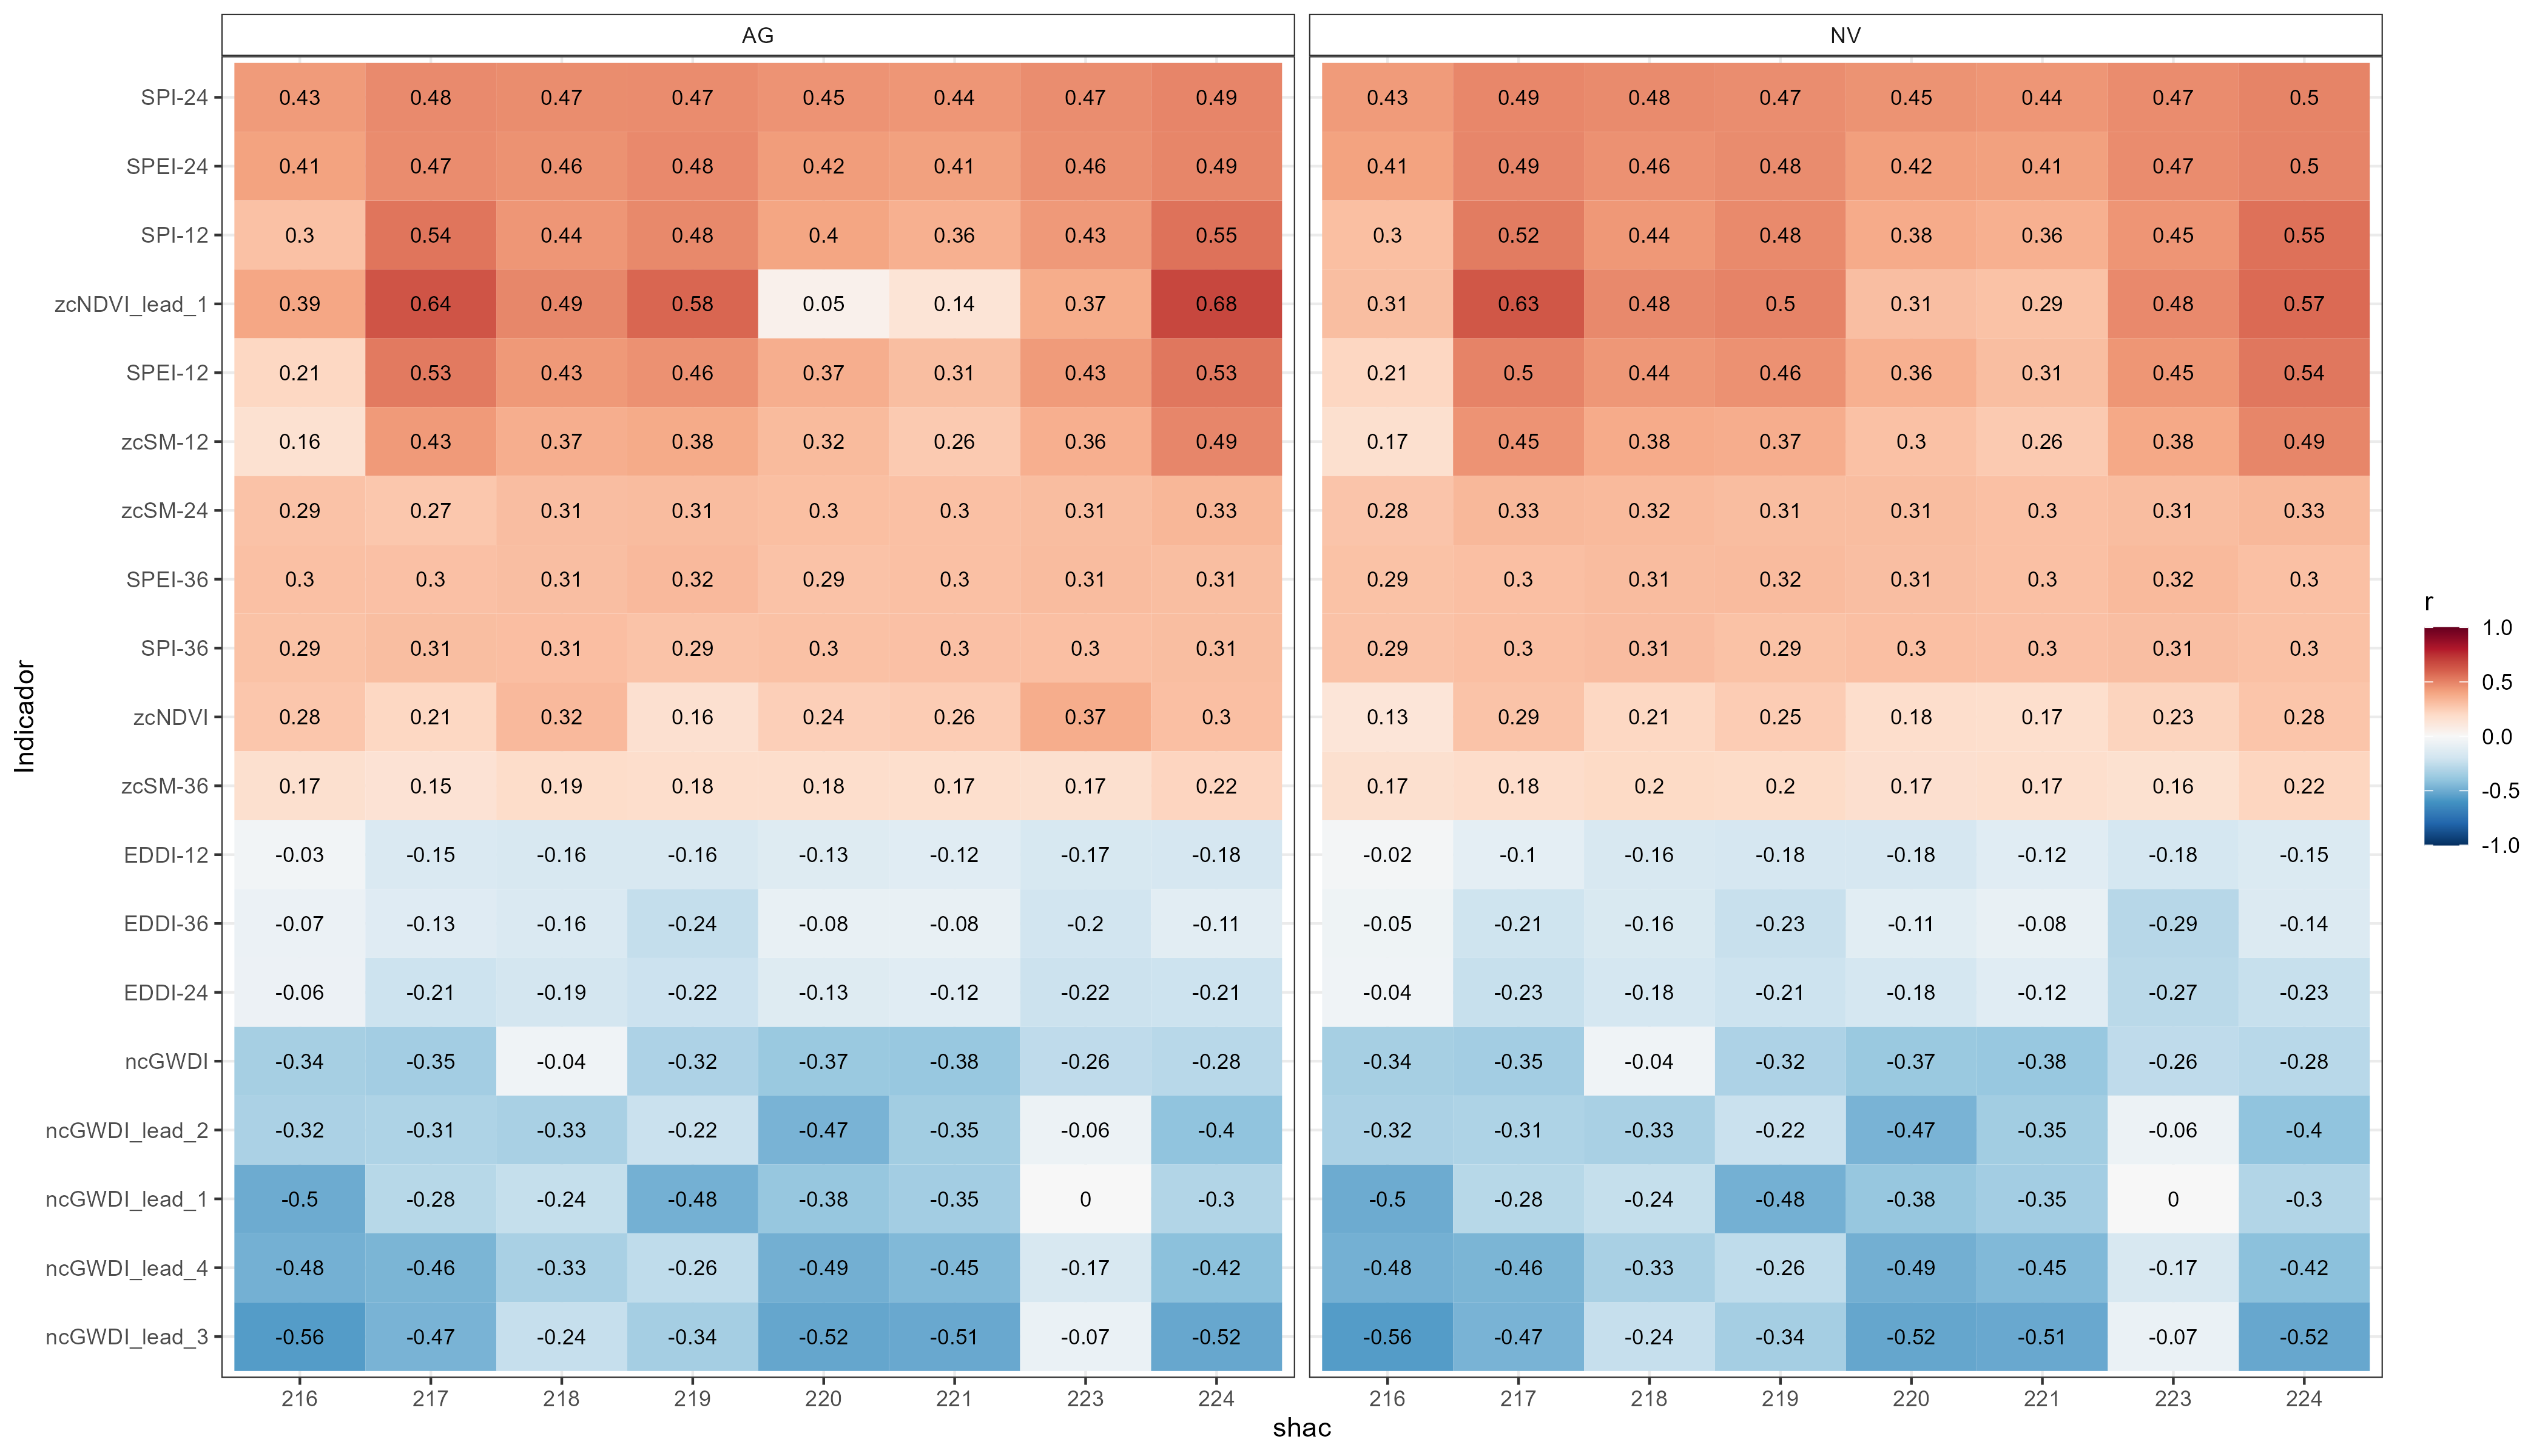 AG NV
SPI-24 0.43 0.48 0.47 0.47 0.45 0.44 0.47 0.49 0.43 0.49 0.48 0.47 0.45 0.44 0.47 0.5
SPEI-24 0.41 0.47 0.46 0.48 0.42 0.41 0.46 0.49 0.41 0.49 0.46 0.48 0.42 0.41 0.47 0.5
SPI-12 0.3 0.54 0.44 0.48 0.4 0.36 0.43 0.55 0.3 0.52 0.44 0.48 0.38 0.36 0.45 0.55
zcNDVI_lead_1 0.39 0.64 0.49 0.58 0.05 0.14 0.37 0.68 0.31 0.63 0.48 0.5 0.31 0.29 0.48 0.57
SPEI-12 0.21 0.53 0.43 0.46 0.37 0.31 0.43 0.53 0.21 0.5 0.44 0.46 0.36 0.31 0.45 0.54
zcSM-12 0.16 0.43 0.37 0.38 0.32 0.26 0.36 0.49 0.17 0.45 0.38 0.37 0.3 0.26 0.38 0.49
zcSM-24 0.29 0.27 0.31 0.31 0.3 0.3 0.31 0.33 0.28 0.33 0.32 0.31 0.31 0.3 0.31 0.33
SPEI-36 0.3 0.3 0.31 0.32 0.29 0.3 0.31 0.31 0.29 0.3 0.31 0.32 0.31 0.3 0.32 0.3
SPI-36 0.29 0.31 0.31 0.29 0.3 0.3 0.3 0.31 0.29 0.3 0.31 0.29 0.3 0.3 0.31 0.3
zcNDVI 0.28 0.21 0.32 0.16 0.24 0.26 0.37 0.3 0.13 0.29 0.21 0.25 0.18 0.17 0.23 0.28
zcSM-36 0.17 0.15 0.19 0.18 0.18 0.17 0.17 0.22 0.17 0.18 0.2 0.2 0.17 0.17 0.16 0.22
EDDI-12 -0.03 -0.15 -0.16 -0.16 -0.13 -0.12 -0.17 -0.18 -0.02 -0.1 -0.16 -0.18 -0.18 -0.12 -0.18 -0.15
EDDI-36 -0.07 -0.13 -0.16 -0.24 -0.08 -0.08 -0.2 -0.11 -0.05 -0.21 -0.16 -0.23 -0.11 -0.08 -0.29 -0.14
EDDI-24 -0.06 -0.21 -0.19 -0.22 -0.13 -0.12 -0.22 -0.21 -0.04 -0.23 -0.18 -0.21 -0.18 -0.12 -0.27 -0.23
ncGWDI -0.34 -0.35 -0.04 -0.32 -0.37 -0.38 -0.26 -0.28 -0.34 -0.35 -0.04 -0.32 -0.37 -0.38 -0.26 -0.28
ncGWDI_lead_2 -0.32 -0.31 -0.33 -0.22 -0.47 -0.35 -0.06 -0.4 -0.32 -0.31 -0.33 -0.22 -0.47 -0.35 -0.06 -0.4
ncGWDI_lead_1 -0.5 -0.28 -0.24 -0.48 -0.38 -0.35 0 -0.3 -0.5 -0.28 -0.24 -0.48 -0.38 -0.35 0 -0.3
ncGWDI_lead_4 -0.48 -0.46 -0.33 -0.26 -0.49 -0.45 -0.17 -0.42 -0.48 -0.46 -0.33 -0.26 -0.49 -0.45 -0.17 -0.42
ncGWDI_lead_3 -0.56 -0.47 -0.24 -0.34 -0.52 -0.51 -0.07 -0.52 -0.56 -0.47 -0.24 -0.34 -0.52 -0.51 -0.07 -0.52
216 217 218 219 220 221 223 224 216 217 218 219 220 221 223 224
shac
Indicador
r
1.0
0.5
0.0
-0.5
-1.0